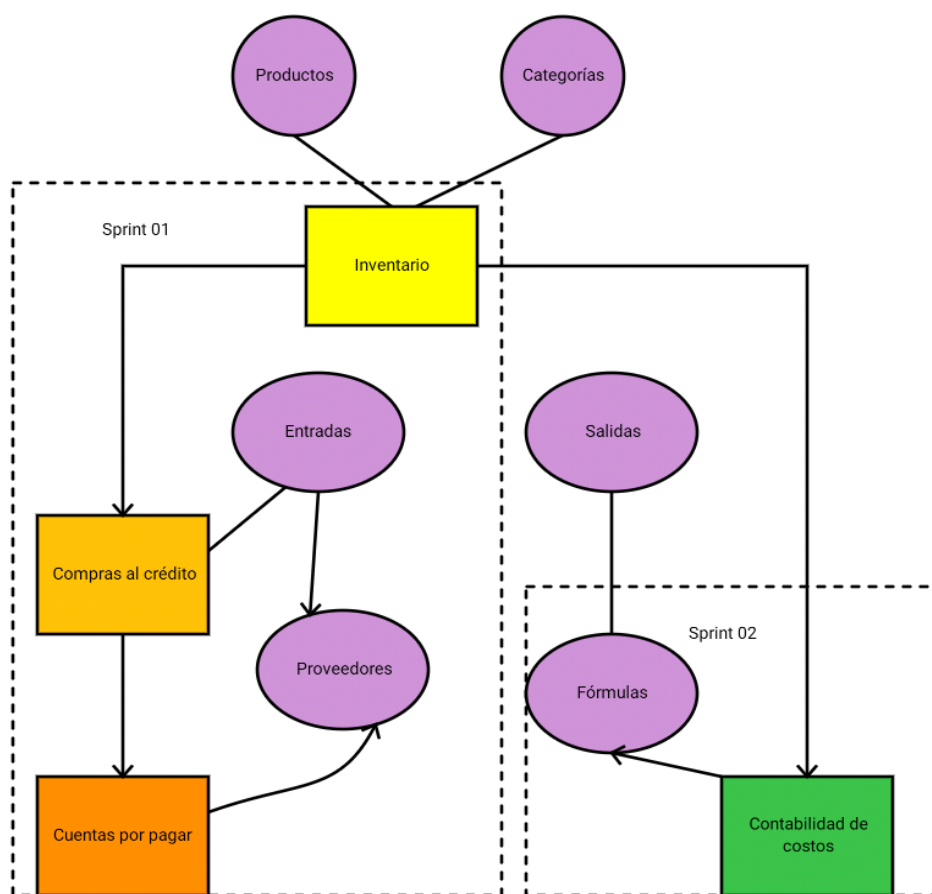 Productos
Categorías
Sprint 01
Inventario
Entradas
Salidas
Compras al crédito
Sprint 02
Proveedores
Fórmulas
Cuentas por pagar
Contabilidad de
costos